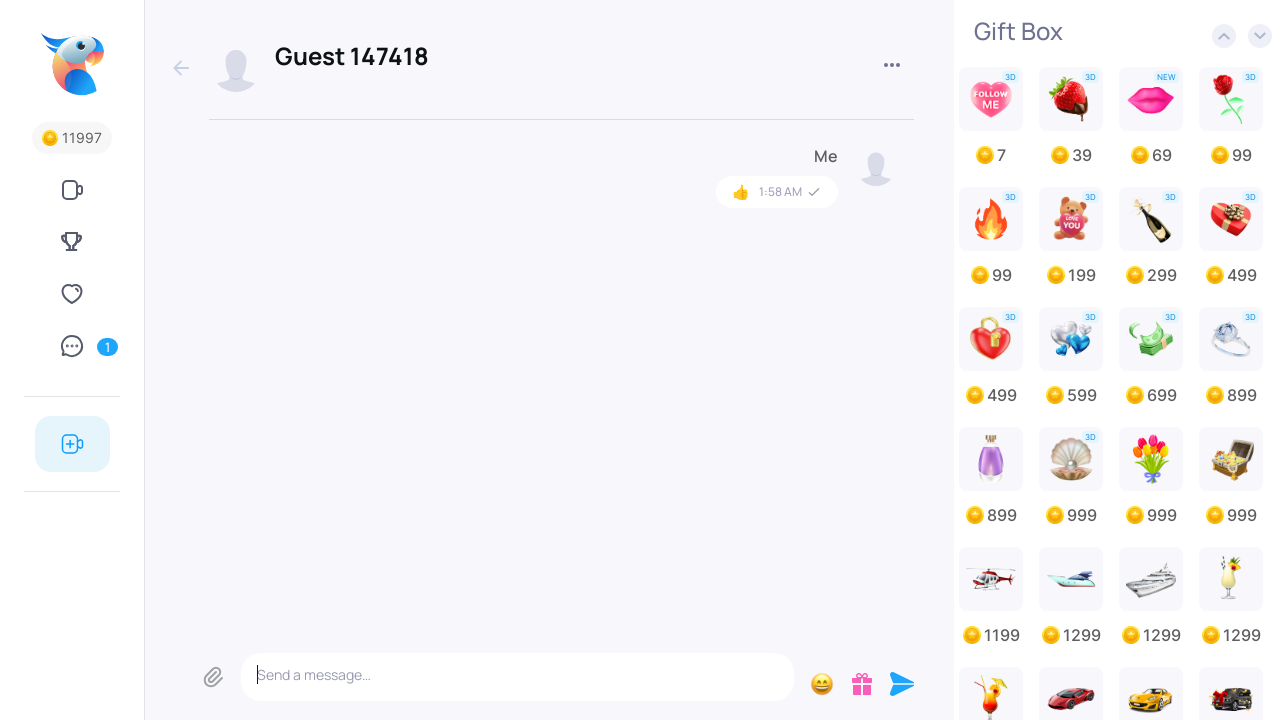 11997
1
Guest 147418
Me
👍 1:58 AM
Send a message...
Gift Box
3D 3D NEW 3D
FOLLOW ME
7 39 69 99
3D 3D 3D 3D
LOVE YOU
99 199 299 499
3D 3D 3D 3D
499 599 699 899
3D
899 999 999 999
1199 1299 1299 1299